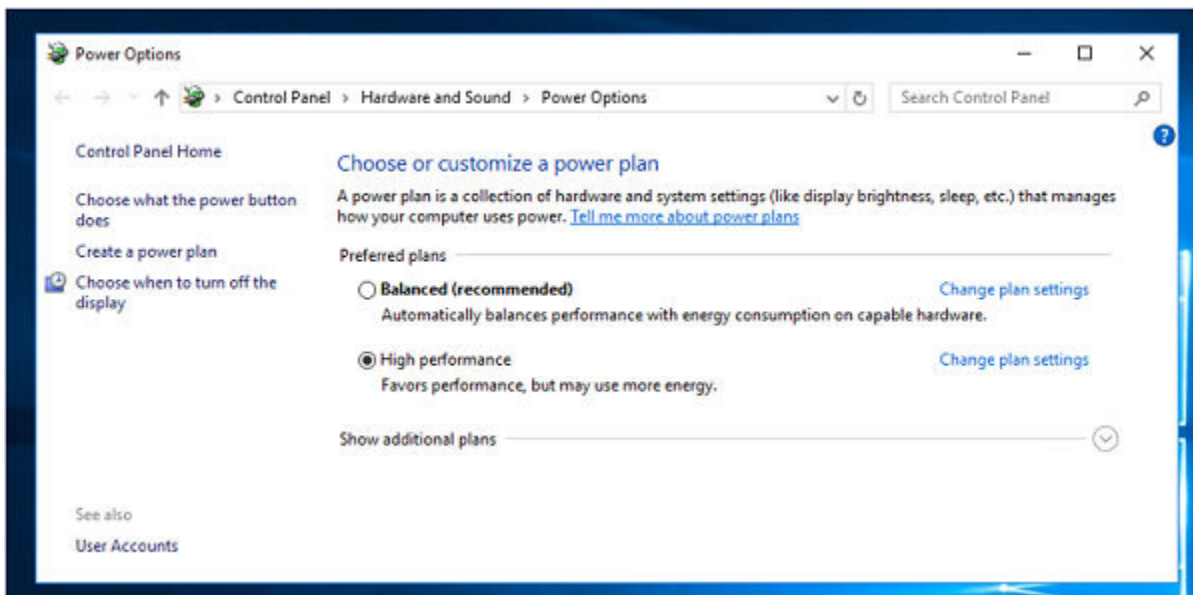 Power Options
Control Panel > Hardware and Sound > Power Options
Search Control Panel
Control Panel Home
Choose what the power button
does
Create a power plan
Choose when to turn off the
display
Choose or customize a power plan
A power plan is a collection of hardware and system settings (like display brightness, sleep, etc.) that manages
how your computer uses power. Tell me more about power plans
Preferred plans
Balanced (recommended)
Change plan settings
Automatically balances performance with energy consumption on capable hardware.
High performance
Change plan settings
Favors performance, but may use more energy.
Show additional plans
See also
User Accounts